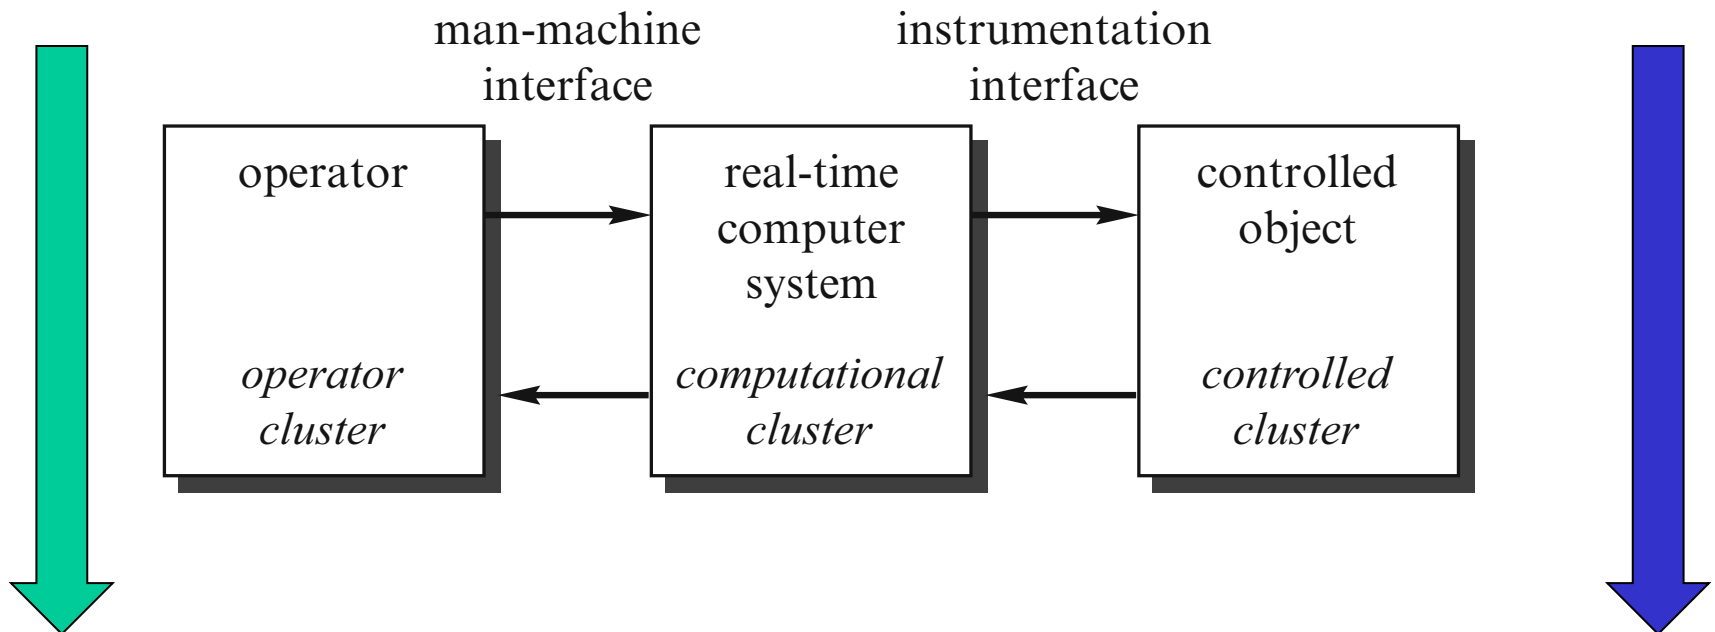 man-machine
interface
instrumentation
interface
operator
operator
cluster
real-time
computer
system
computational
cluster
controlled
object
controlled
cluster